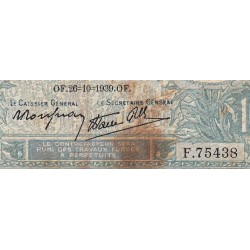 OF.26=10=1939.OF.
LE CAISSIER GENERAL LE SECRETAIRE GENERAL
LE CONTREFACTEUR SERA
PUNI DES TRAVAUX FORCÉS
A PERPETUITÉ
F.75438